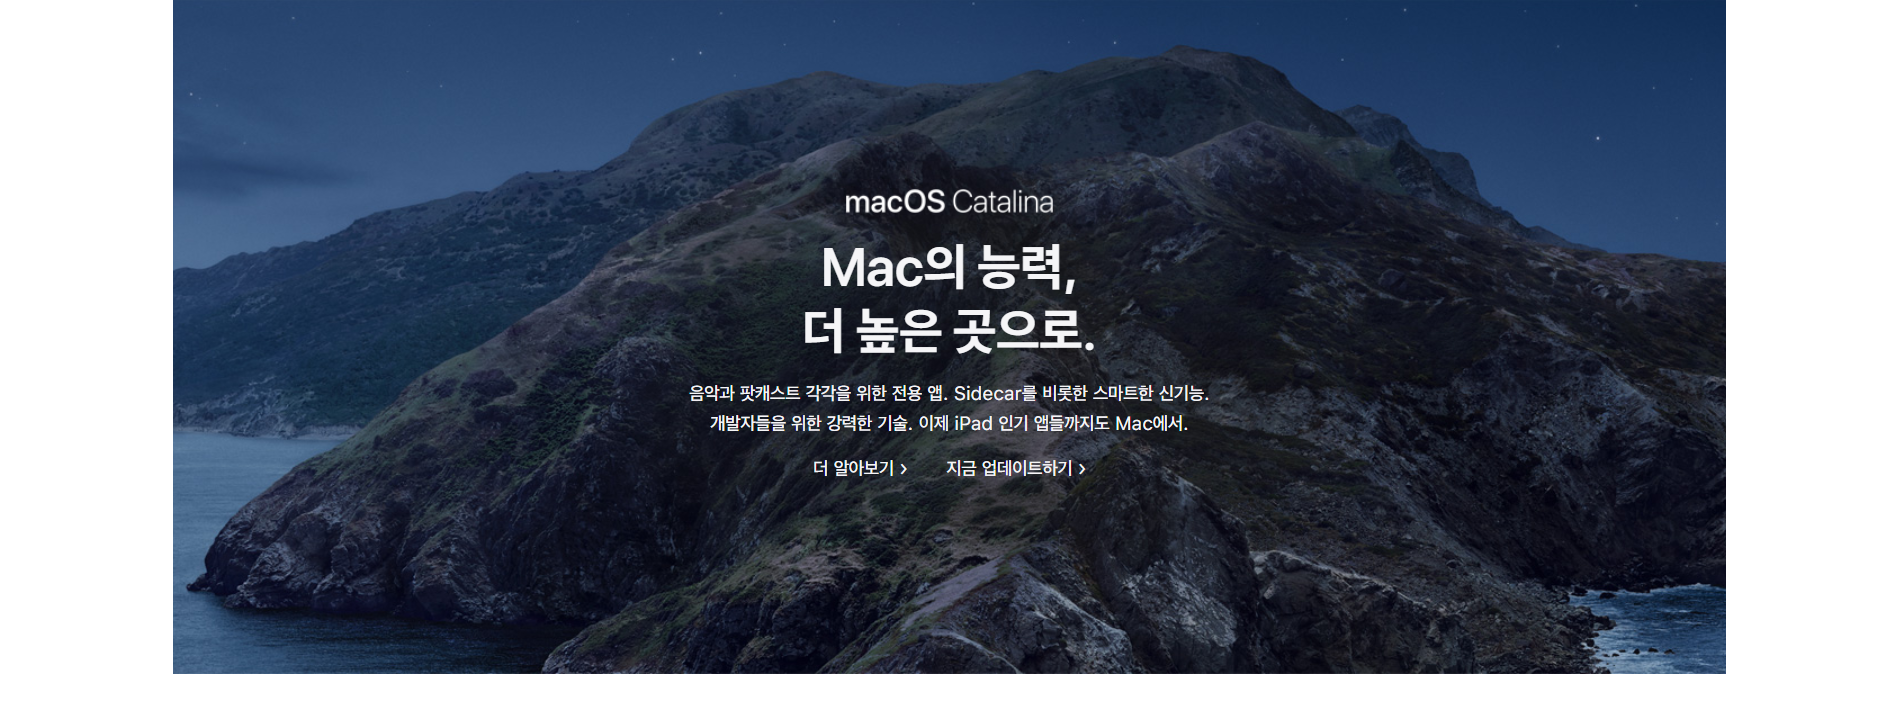 macOS Catalina
Mac의 능력,
더 높은 곳으로.
음악과 팟캐스트 각각을 위한 전용 앱. Sidecar를 비롯한 스마트한 신기능.
개발자들을 위한 강력한 기술. 이제 iPad 인기 앱들까지도 Mac에서.
더 알아보기 › 지금 업데이트하기 ›